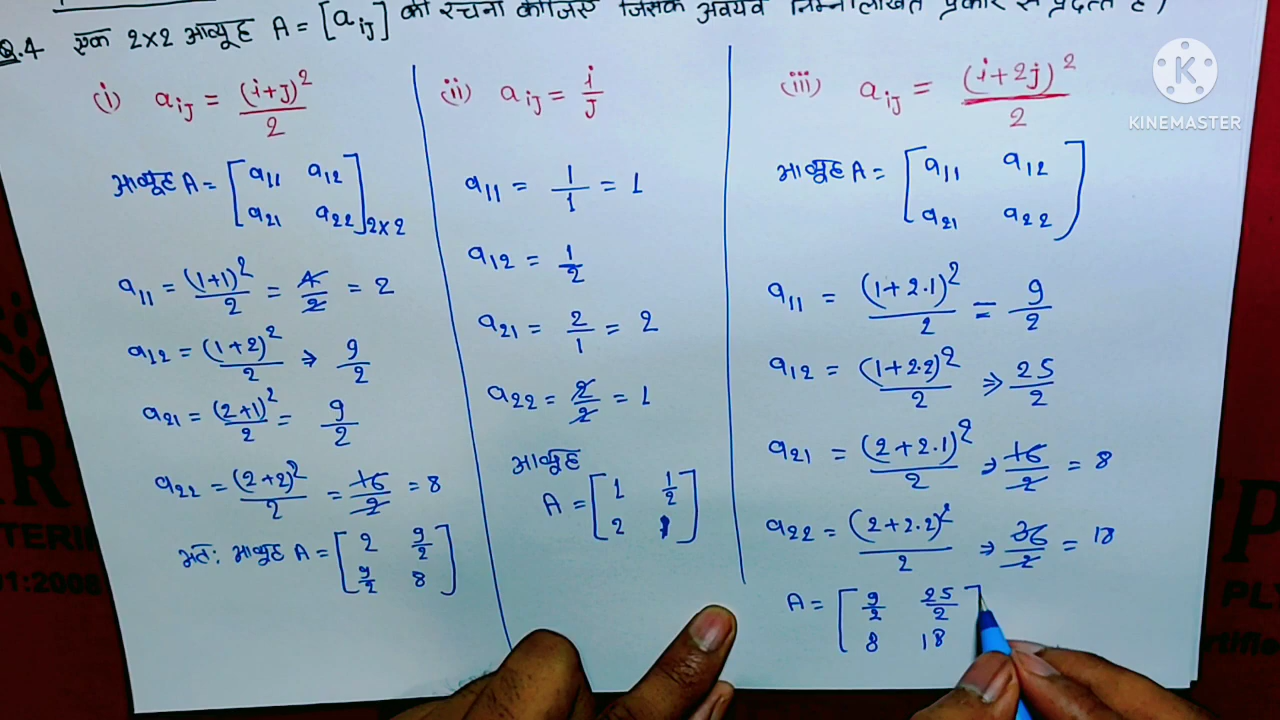 Q.4 एक 2×2 आव्यूह A = [aij] की रचना कीजिए जिसके अवयव निम्नलिखित प्रकार से प्रदत्त हैं।
(i) aij = (i+j)²/2
आव्यूह A = [a11 a12
a21 a22]2×2
a11 = (1+1)²/2 = 4/2 = 2
a12 = (1+2)²/2 ⇒ 9/2
a21 = (2+1)²/2 = 9/2
a22 = (2+2)²/2 = 16/2 = 8
अतः आव्यूह A = [2 9/2
9/2 8]
(ii) aij = i/j
a11 = 1/1 = 1
a12 = 1/2
a21 = 2/1 = 2
a22 = 2/2 = 1
आव्यूह
A = [1 1/2
2 1]
(iii) aij = (i+2j)²/2
आव्यूह A = [a11 a12
a21 a22]
a11 = (1+2.1)²/2 = 9/2
a12 = (1+2.2)²/2 ⇒ 25/2
a21 = (2+2.1)²/2 ⇒ 16/2 = 8
a22 = (2+2.2)²/2 ⇒ 36/2 = 18
A = [9/2 25/2
8 18]
K
KINEMASTER